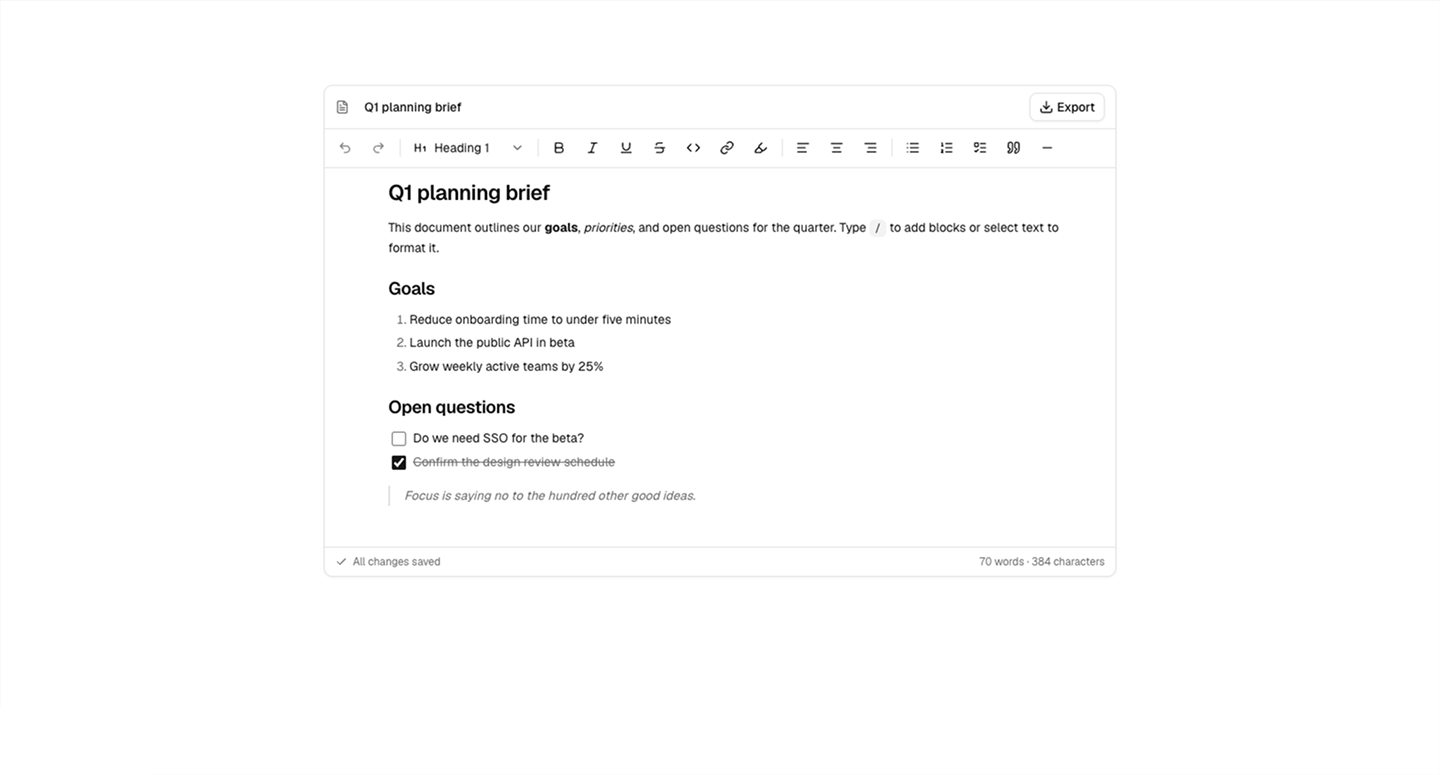 Q1 planning brief
Export
H1 Heading 1
B I U S
Q1 planning brief
This document outlines our goals, priorities, and open questions for the quarter. Type / to add blocks or select text to
format it.
Goals
1. Reduce onboarding time to under five minutes
2. Launch the public API in beta
3. Grow weekly active teams by 25%
Open questions
Do we need SSO for the beta?
Confirm the design review schedule
Focus is saying no to the hundred other good ideas.
All changes saved
70 words · 384 characters